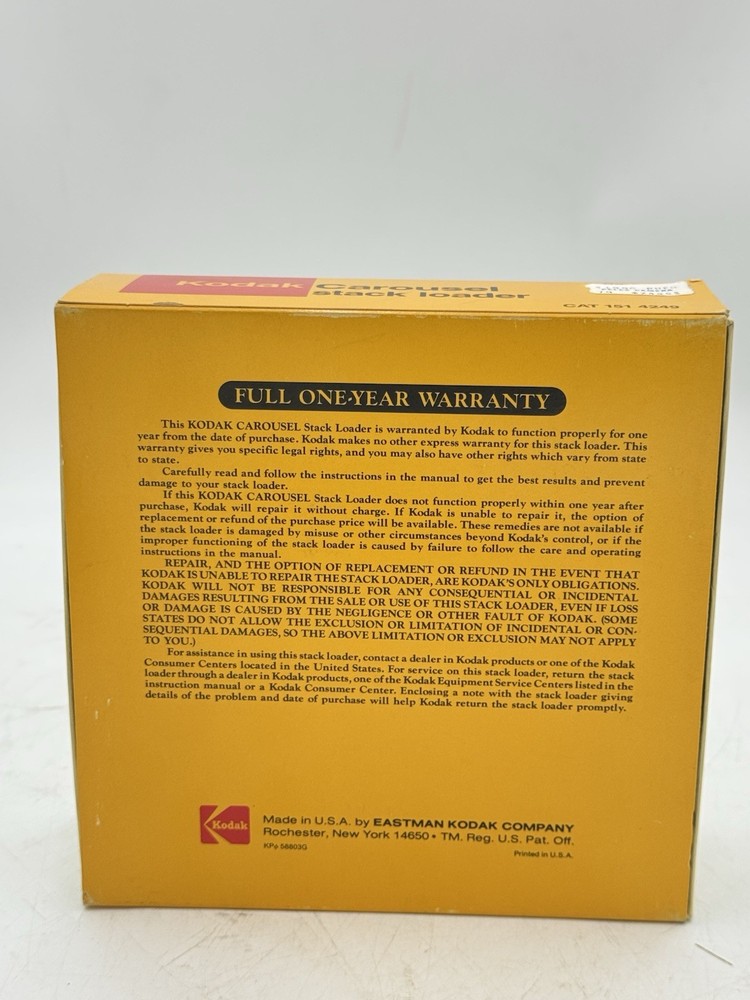 Kodak Carousel
stack loader
CAT 151 4249
FULL ONE-YEAR WARRANTY
This KODAK CAROUSEL Stack Loader is warranted by Kodak to function properly for one
year from the date of purchase. Kodak makes no other express warranty for this stack loader. This
warranty gives you specific legal rights, and you may also have other rights which vary from state
to state.
Carefully read and follow the instructions in the manual to get the best results and prevent
damage to your stack loader.
If this KODAK CAROUSEL Stack Loader does not function properly within one year after
purchase, Kodak will repair it without charge. If Kodak is unable to repair it, the option of
replacement or refund of the purchase price will be available. These remedies are not available if
the stack loader is damaged by misuse or other circumstances beyond Kodak's control, or if the
improper functioning of the stack loader is caused by failure to follow the care and operating
instructions in the manual.
REPAIR, AND THE OPTION OF REPLACEMENT OR REFUND IN THE EVENT THAT
KODAK IS UNABLE TO REPAIR THE STACK LOADER, ARE KODAK'S ONLY OBLIGATIONS.
KODAK WILL NOT BE RESPONSIBLE FOR ANY CONSEQUENTIAL OR INCIDENTAL
DAMAGES RESULTING FROM THE SALE OR USE OF THIS STACK LOADER, EVEN IF LOSS
OR DAMAGE IS CAUSED BY THE NEGLIGENCE OR OTHER FAULT OF KODAK. (SOME
STATES DO NOT ALLOW THE EXCLUSION OR LIMITATION OF INCIDENTAL OR CON-
SEQUENTIAL DAMAGES, SO THE ABOVE LIMITATION OR EXCLUSION MAY NOT APPLY
TO YOU.)
For assistance in using this stack loader, contact a dealer in Kodak products or one of the Kodak
Consumer Centers located in the United States. For service on this stack loader, return the stack
loader through a dealer in Kodak products, one of the Kodak Equipment Service Centers listed in the
instruction manual or a Kodak Consumer Center. Enclosing a note with the stack loader giving
details of the problem and date of purchase will help Kodak return the stack loader promptly.
Kodak
Made in U.S.A. by EASTMAN KODAK COMPANY
Rochester, New York 14650 • TM. Reg. U.S. Pat. Off.
KPφ 58803G
Printed in U.S.A.